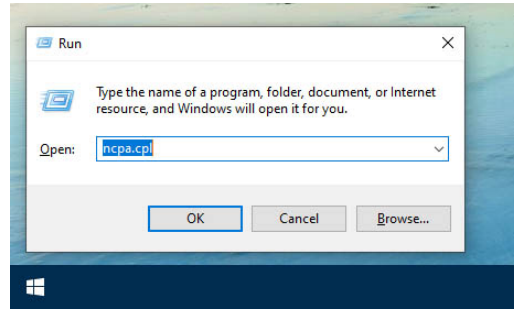 Run
Type the name of a program, folder, document, or Internet
resource, and Windows will open it for you.
Open: ncpa.cpl
OK Cancel Browse...